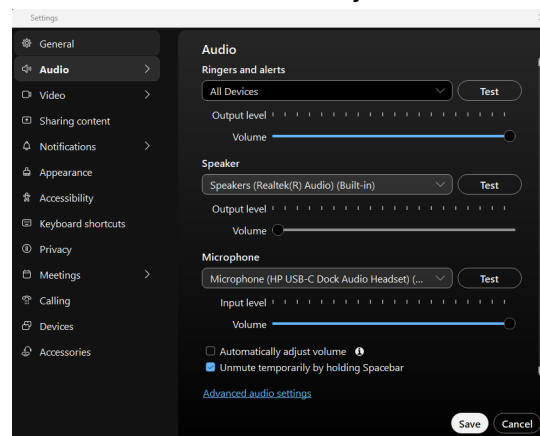 Settings
General
Audio
Video
Sharing content
Notifications
Appearance
Accessibility
Keyboard shortcuts
Privacy
Meetings
Calling
Devices
Accessories
Audio
Ringers and alerts
All Devices
Test
Output level
Volume
Speaker
Speakers (Realtek(R) Audio) (Built-in)
Test
Output level
Volume
Microphone
Microphone (HP USB-C Dock Audio Headset) (...
Test
Input level
Volume
Automatically adjust volume
Unmute temporarily by holding Spacebar
Advanced audio settings
Save
Cancel